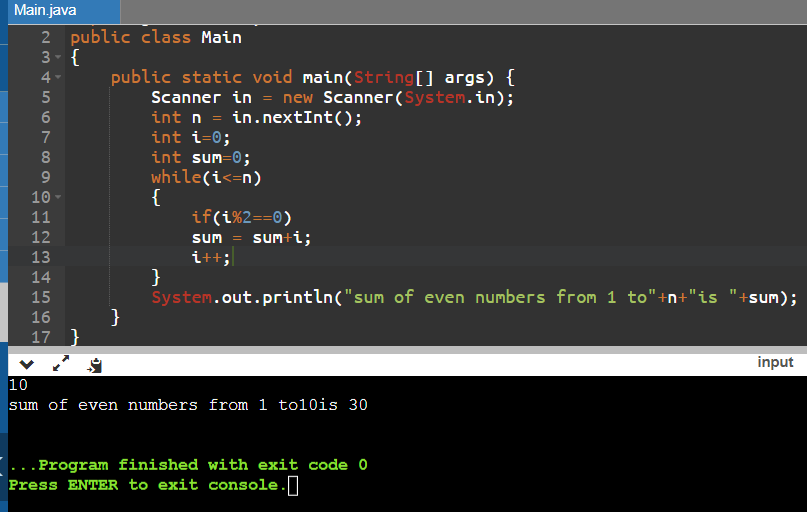 Main.java
2 public class Main
3 {
4 public static void main(String[] args) {
5 Scanner in = new Scanner(System.in);
6 int n = in.nextInt();
7 int i=0;
8 int sum=0;
9 while(i<=n)
10 {
11 if(i%2==0)
12 sum = sum+i;
13 i++;
14 }
15 System.out.println("sum of even numbers from 1 to"+n+"is "+sum);
16 }
17 }
input
10
sum of even numbers from 1 to10is 30
...Program finished with exit code 0
Press ENTER to exit console.